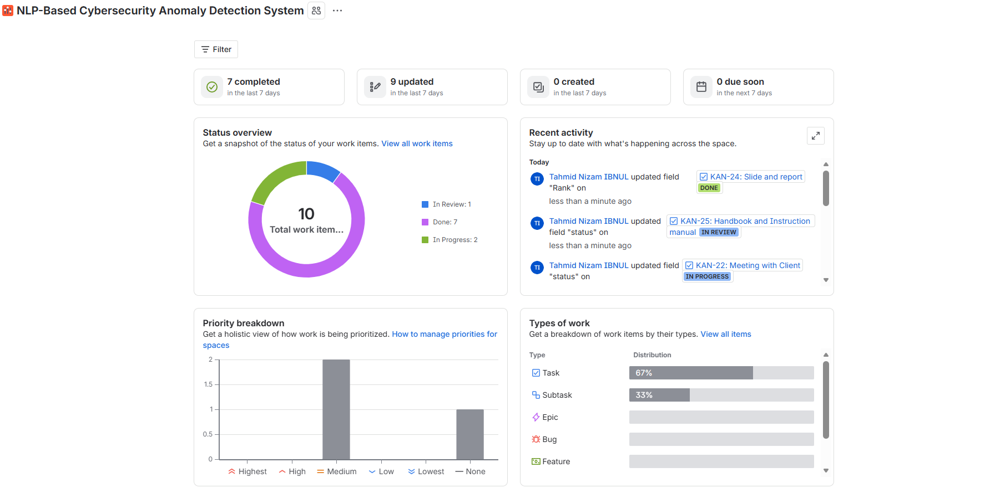 NLP-Based Cybersecurity Anomaly Detection System
Filter
7 completed
in the last 7 days
9 updated
in the last 7 days
0 created
in the last 7 days
0 due soon
in the next 7 days
Status overview
Get a snapshot of the status of your work items. View all work items
10
Total work item...
In Review: 1
Done: 7
In Progress: 2
Recent activity
Stay up to date with what's happening across the space.
Today
TI
Tahmid Nizam IBNUL updated field "Rank" on
KAN-24: Slide and report
DONE
less than a minute ago
TI
Tahmid Nizam IBNUL updated field "status" on
KAN-25: Handbook and Instruction
manual IN REVIEW
less than a minute ago
TI
Tahmid Nizam IBNUL updated field "status" on
KAN-22: Meeting with Client
IN PROGRESS
Priority breakdown
Get a holistic view of how work is being prioritized. How to manage priorities for
spaces
2
1.5
1
0.5
0
Highest High Medium Low Lowest None
Types of work
Get a breakdown of work items by their types. View all items
Type Distribution
Task 67%
Subtask 33%
Epic
Bug
Feature